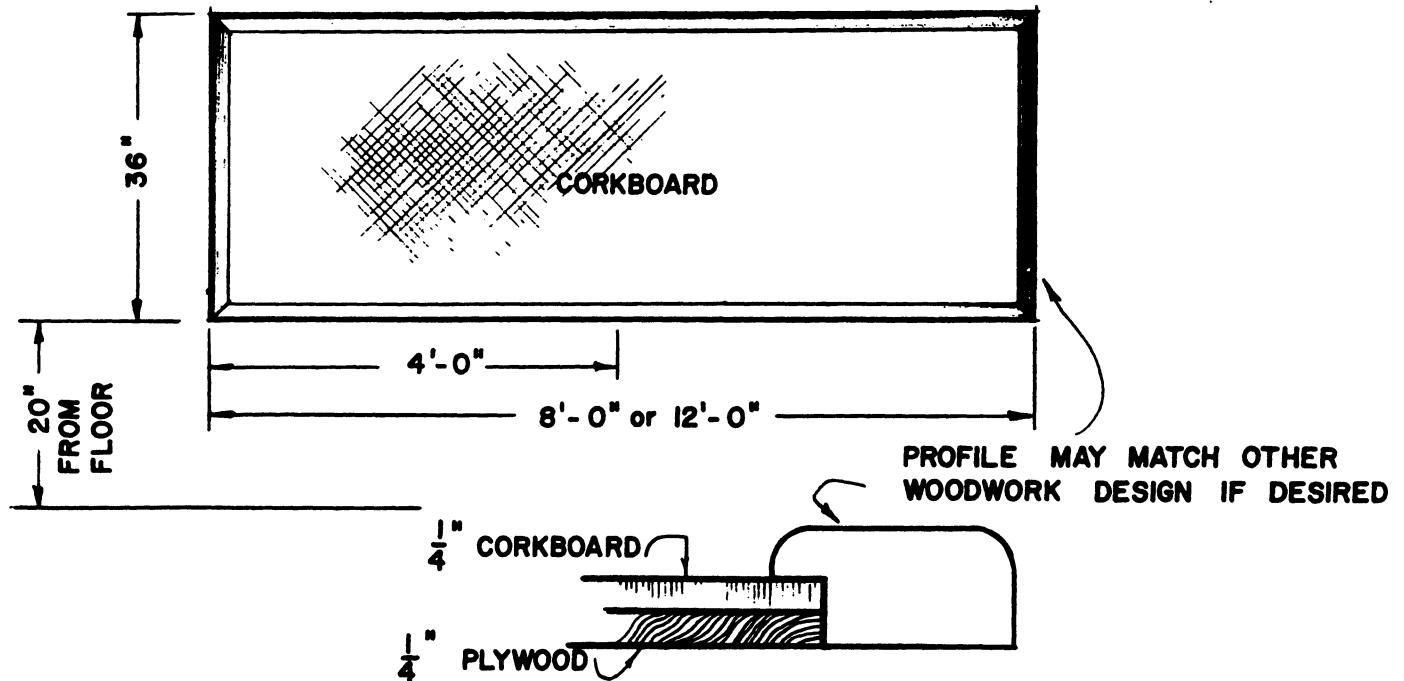 36"
CORKBOARD
4'-0"
8'-0" or 12'-0"
20"
FROM
FLOOR
PROFILE MAY MATCH OTHER
WOODWORK DESIGN IF DESIRED
1/4" CORKBOARD
1/4" PLYWOOD